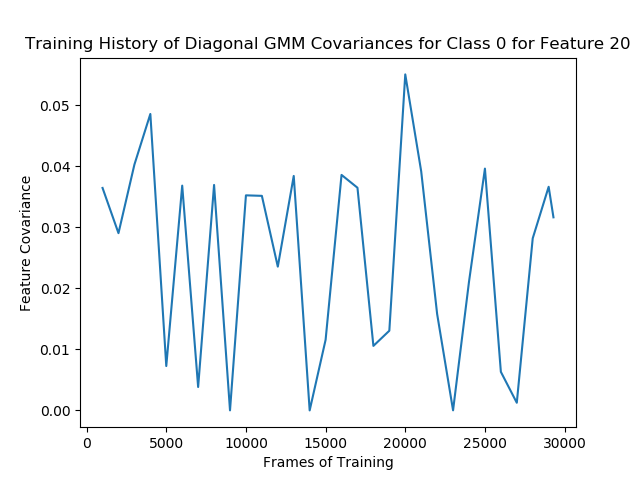 Training History of Diagonal GMM Covariances for Class 0 for Feature 20
0.05
0.04
0.03
0.02
0.01
0.00
Feature Covariance
0 5000 10000 15000 20000 25000 30000
Frames of Training